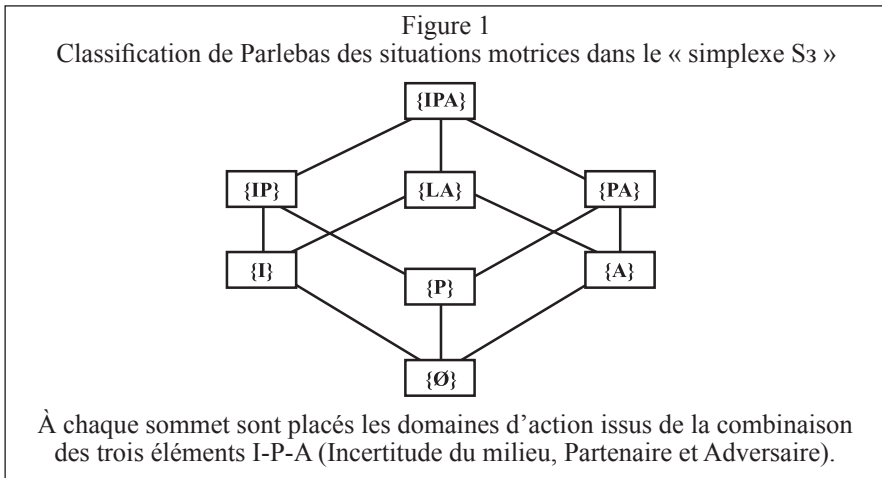 Figure 1
Classification de Parlebas des situations motrices dans le « simplexe S3 »
{IPA}
{IP} {LA} {PA}
{I} {P} {A}
{Ø}
À chaque sommet sont placés les domaines d’action issus de la combinaison
des trois éléments I-P-A (Incertitude du milieu, Partenaire et Adversaire).